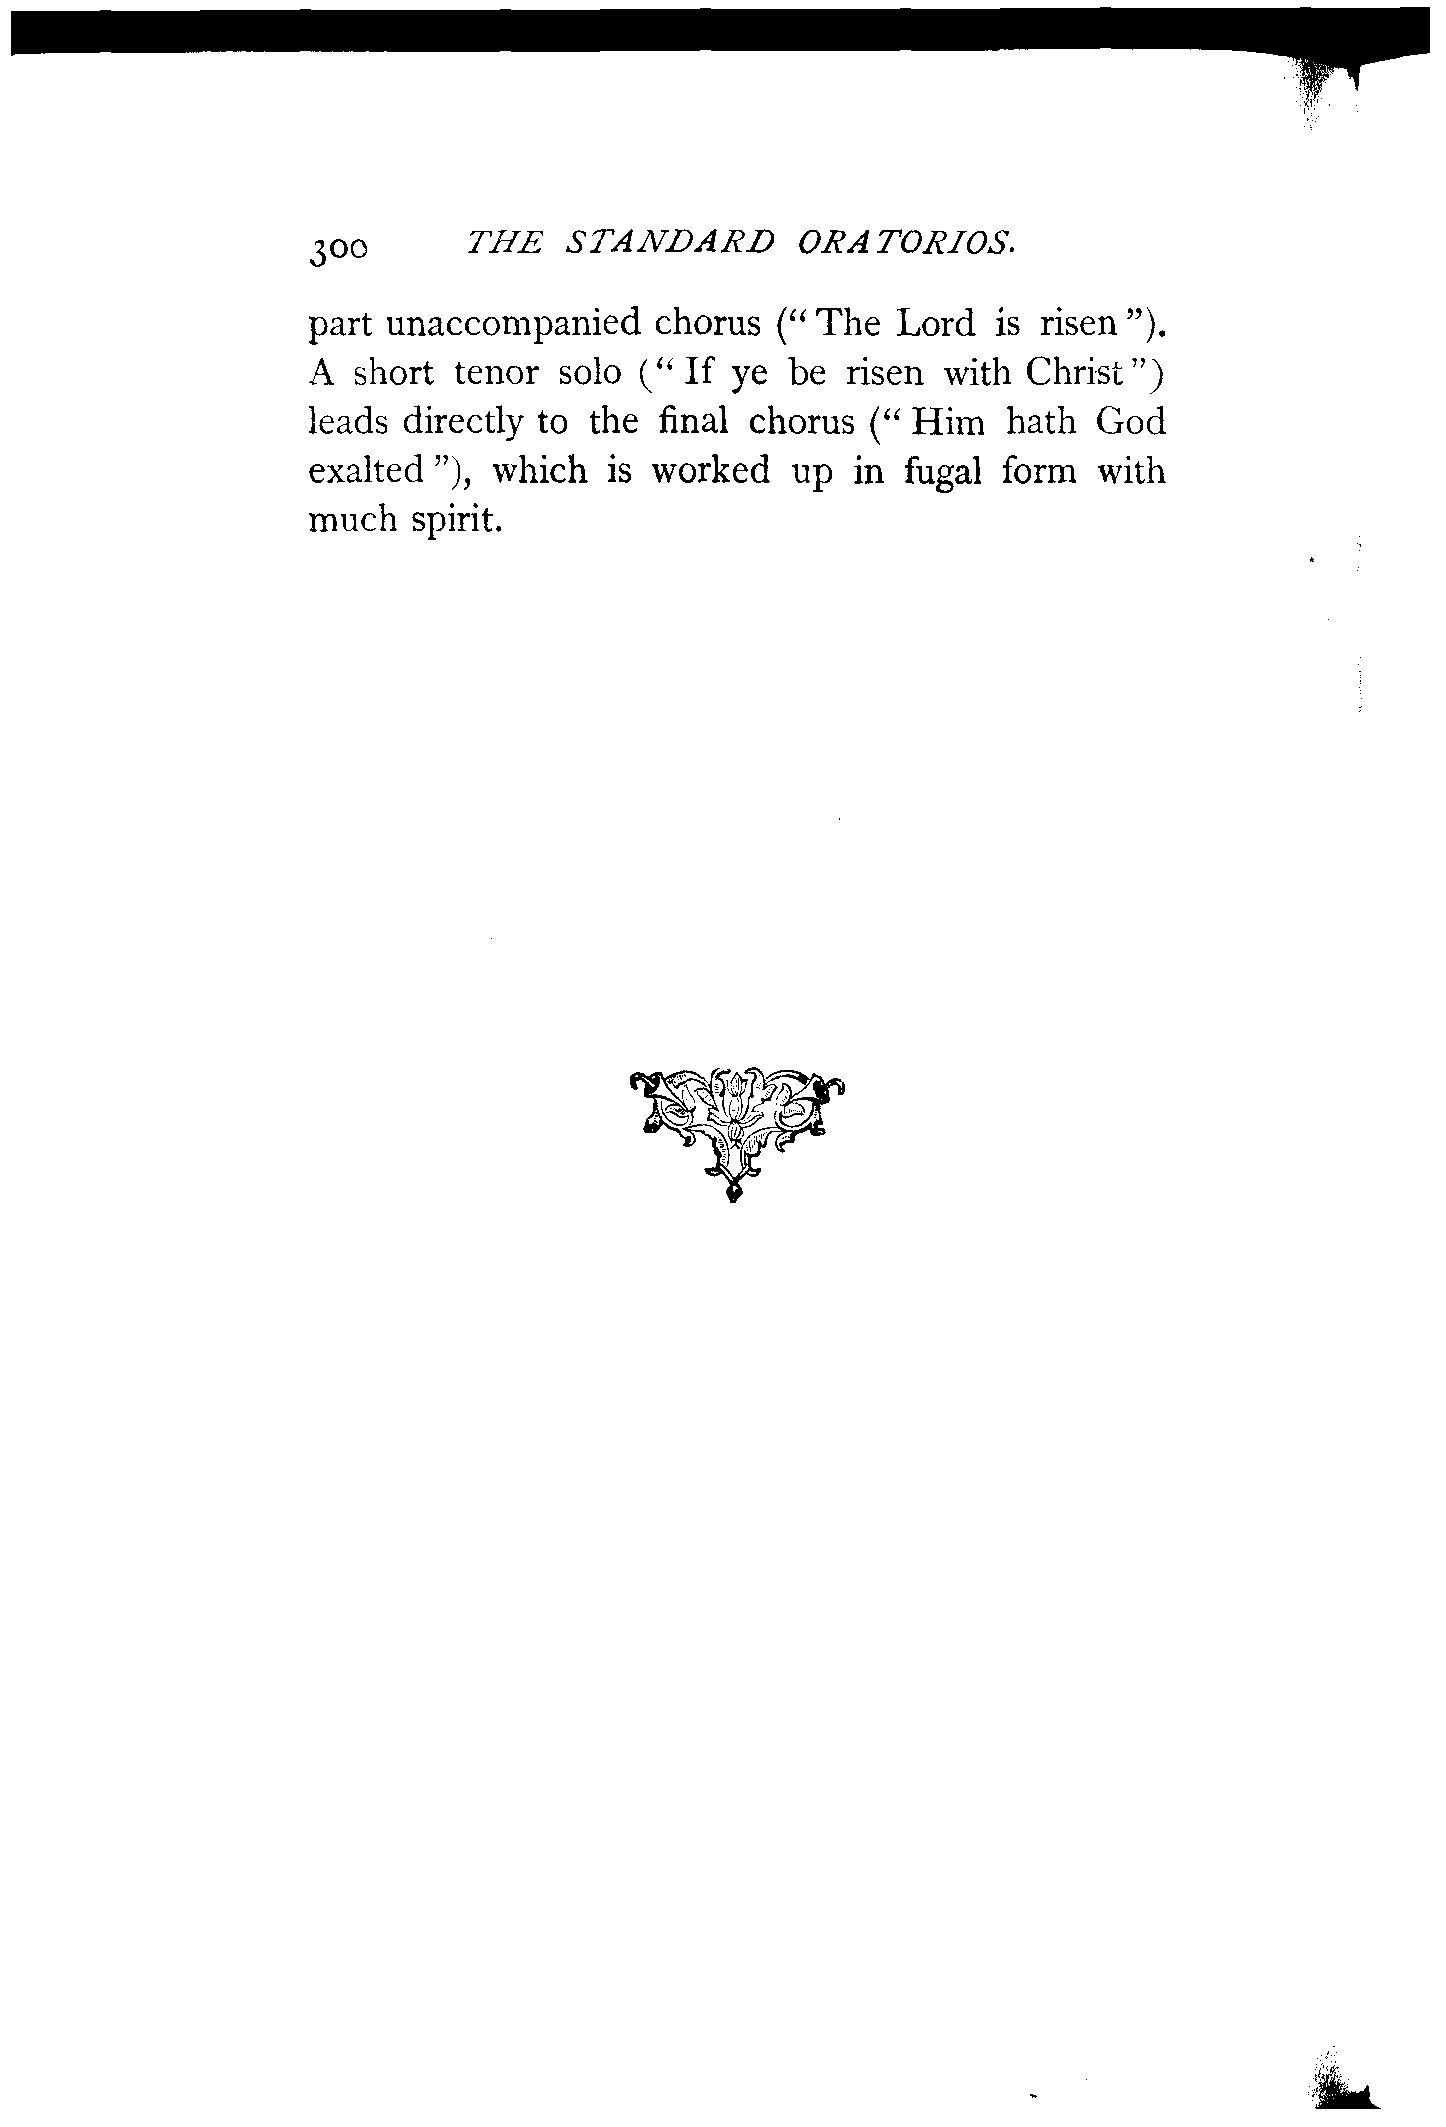 300 THE STANDARD ORATORIOS.
part unaccompanied chorus (“ The Lord is risen ”).
A short tenor solo (“ If ye be risen with Christ”)
leads directly to the final chorus (“ Him hath God
exalted ”), which is worked up in fugal form with
much spirit.